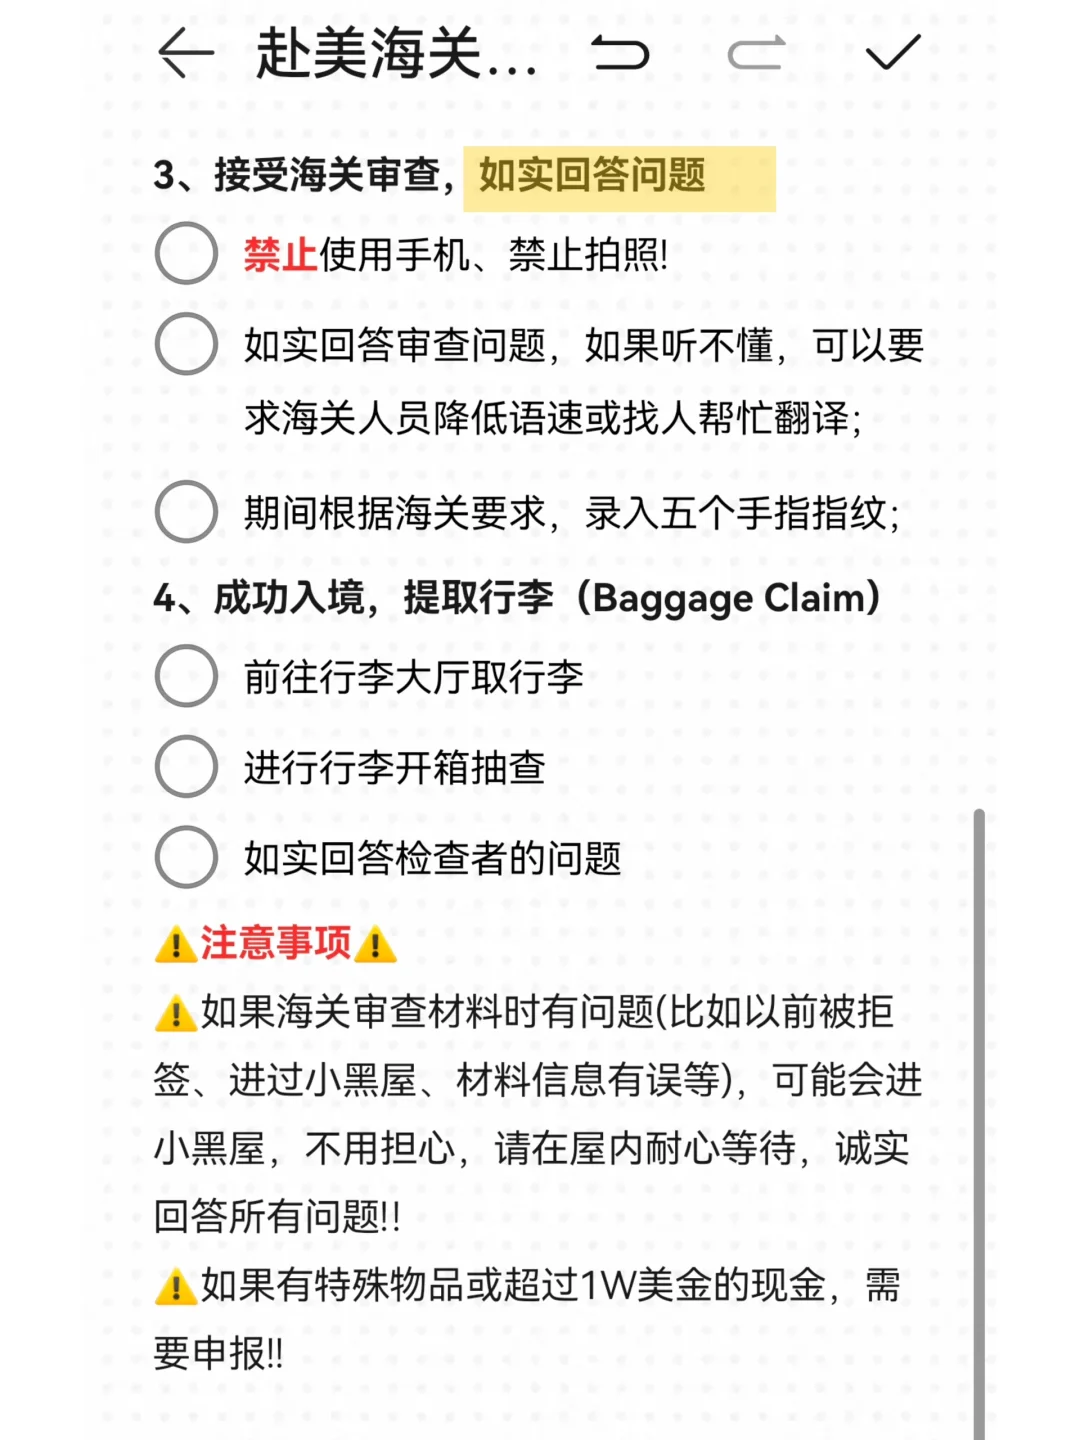 赴美海关...
3、接受海关审查，如实回答问题
禁止使用手机、禁止拍照!
如实回答审查问题，如果听不懂，可以要
求海关人员降低语速或找人帮忙翻译；
期间根据海关要求，录入五个手指指纹；
4、成功入境，提取行李（Baggage Claim）
前往行李大厅取行李
进行行李开箱抽查
如实回答检查者的问题
⚠️注意事项⚠️
⚠️如果海关审查材料时有问题(比如以前被拒
签、进过小黑屋、材料信息有误等)，可能会进
小黑屋，不用担心，请在屋内耐心等待，诚实
回答所有问题!!
⚠️如果有特殊物品或超过1W美金的现金，需
要申报!!